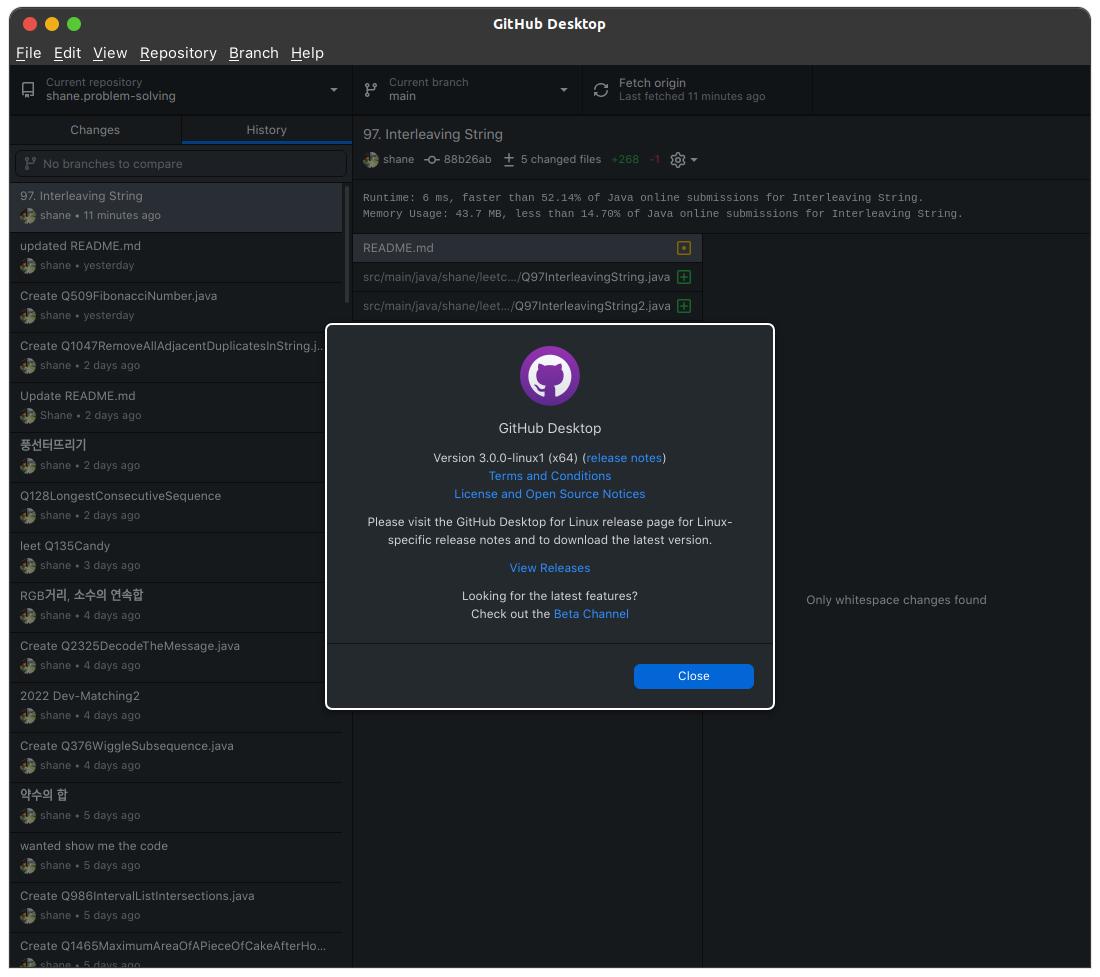 GitHub Desktop
File Edit View Repository Branch Help
Current repository
shane.problem-solving
Current branch
main
Fetch origin
Last fetched 11 minutes ago
Changes
History
No branches to compare
97. Interleaving String
shane • 11 minutes ago
updated README.md
shane • yesterday
Create Q509FibonacciNumber.java
shane • yesterday
Create Q1047RemoveAllAdjacentDuplicatesInString.j...
shane • 2 days ago
Update README.md
Shane • 2 days ago
풍선터뜨리기
shane • 2 days ago
Q128LongestConsecutiveSequence
shane • 2 days ago
leet Q135Candy
shane • 3 days ago
RGB거리, 소수의 연속합
shane • 4 days ago
Create Q2325DecodeTheMessage.java
shane • 4 days ago
2022 Dev-Matching2
shane • 4 days ago
Create Q376WiggleSubsequence.java
shane • 4 days ago
약수의 합
shane • 5 days ago
wanted show me the code
shane • 5 days ago
Create Q986IntervalListIntersections.java
shane • 5 days ago
Create Q1465MaximumAreaOfAPieceOfCakeAfterHo...
shane • 5 days ago
97. Interleaving String
shane 88b26ab 5 changed files +268 -1
Runtime: 6 ms, faster than 52.14% of Java online submissions for Interleaving String.
Memory Usage: 43.7 MB, less than 14.70% of Java online submissions for Interleaving String.
README.md
src/main/java/shane/leetc.../Q97InterleavingString.java
src/main/java/shane/leet.../Q97InterleavingString2.java
GitHub Desktop
Version 3.0.0-linux1 (x64) (release notes)
Terms and Conditions
License and Open Source Notices
Please visit the GitHub Desktop for Linux release page for Linux-
specific release notes and to download the latest version.
View Releases
Looking for the latest features?
Check out the Beta Channel
Close
Only whitespace changes found